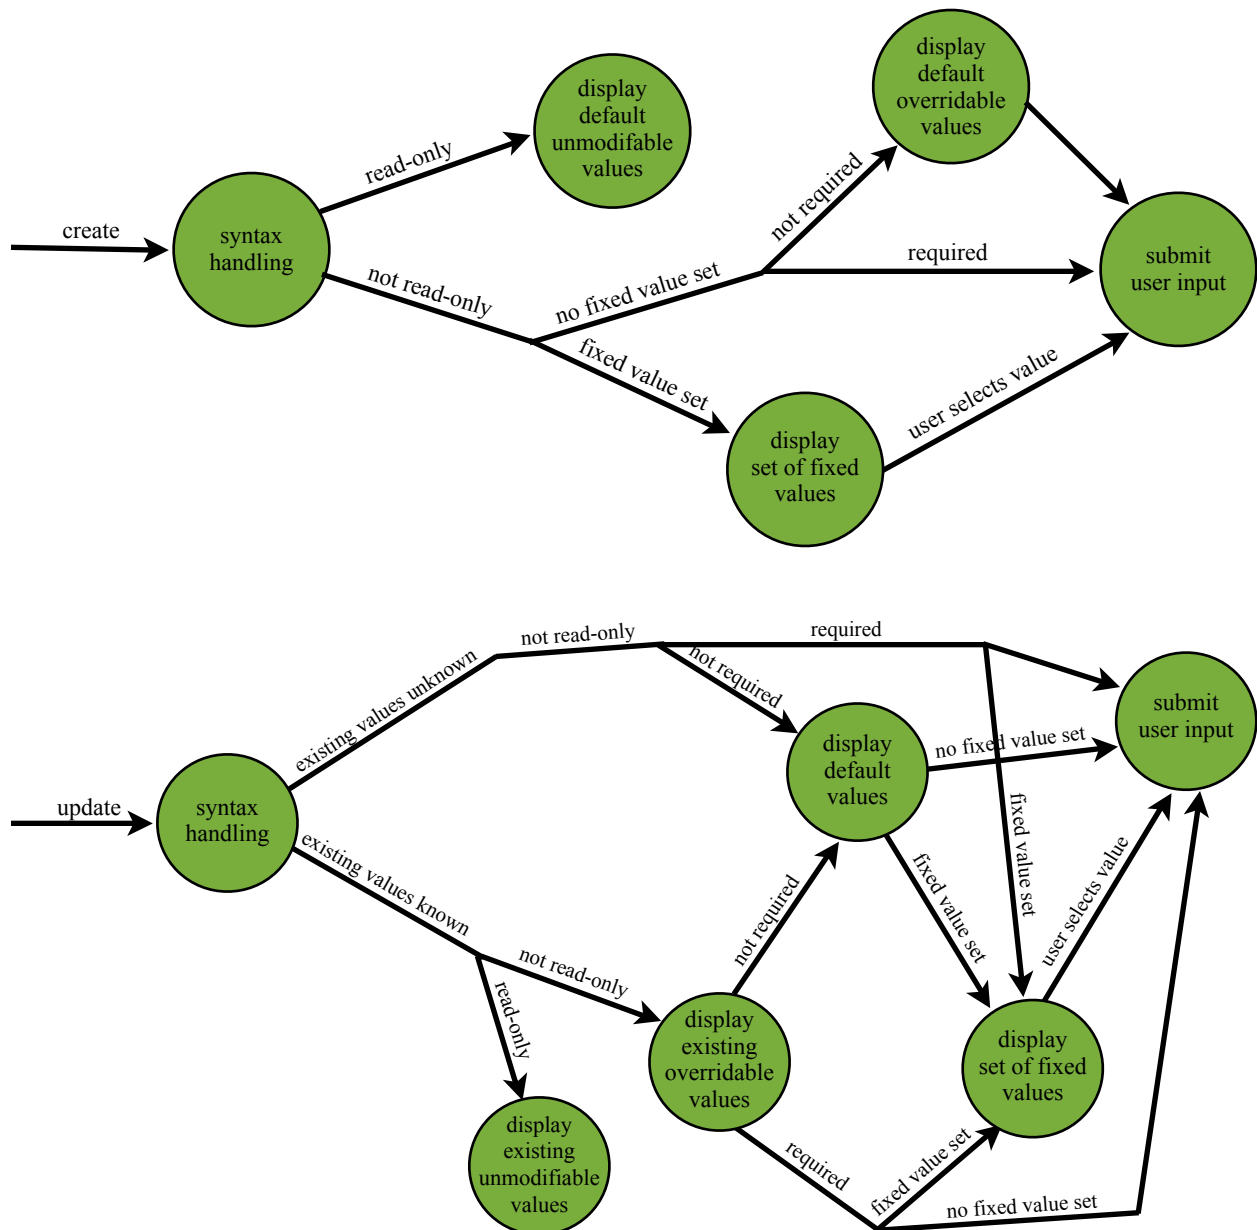 create
syntax
handling
read-only
display
default
unmodifable
values
not read-only
no fixed value set
not required
display
default
overridable
values
required
submit
user input
fixed value set
display
set of fixed
values
user selects value
update
syntax
handling
existing values unknown
not read-only
required
not required
display
default
values
no fixed value set
submit
user input
fixed value set
fixed value set
user selects value
existing values known
not read-only
read-only
display
existing
unmodifiable
values
display
existing
overridable
values
not required
display
set of fixed
values
required
fixed value set
no fixed value set